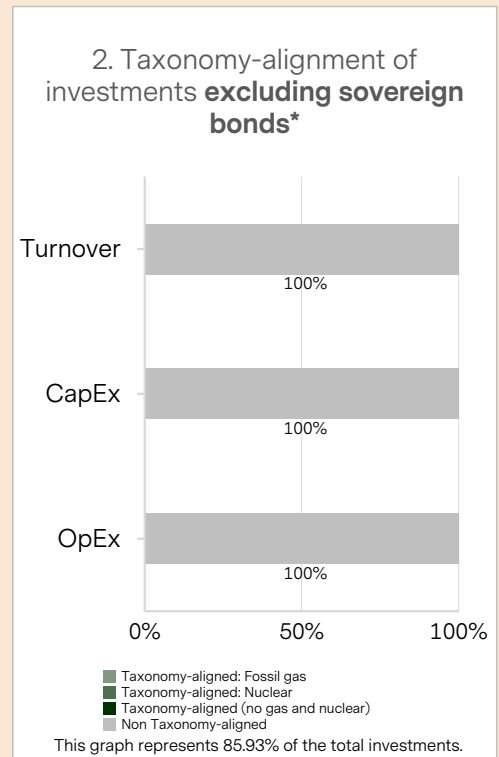 2. Taxonomy-alignment of
investments excluding sovereign
bonds*
Turnover
100%
CapEx
100%
OpEx
100%
0%
50%
100%
Taxonomy-aligned: Fossil gas
Taxonomy-aligned: Nuclear
Taxonomy-aligned (no gas and nuclear)
Non Taxonomy-aligned
This graph represents 85.93% of the total investments.